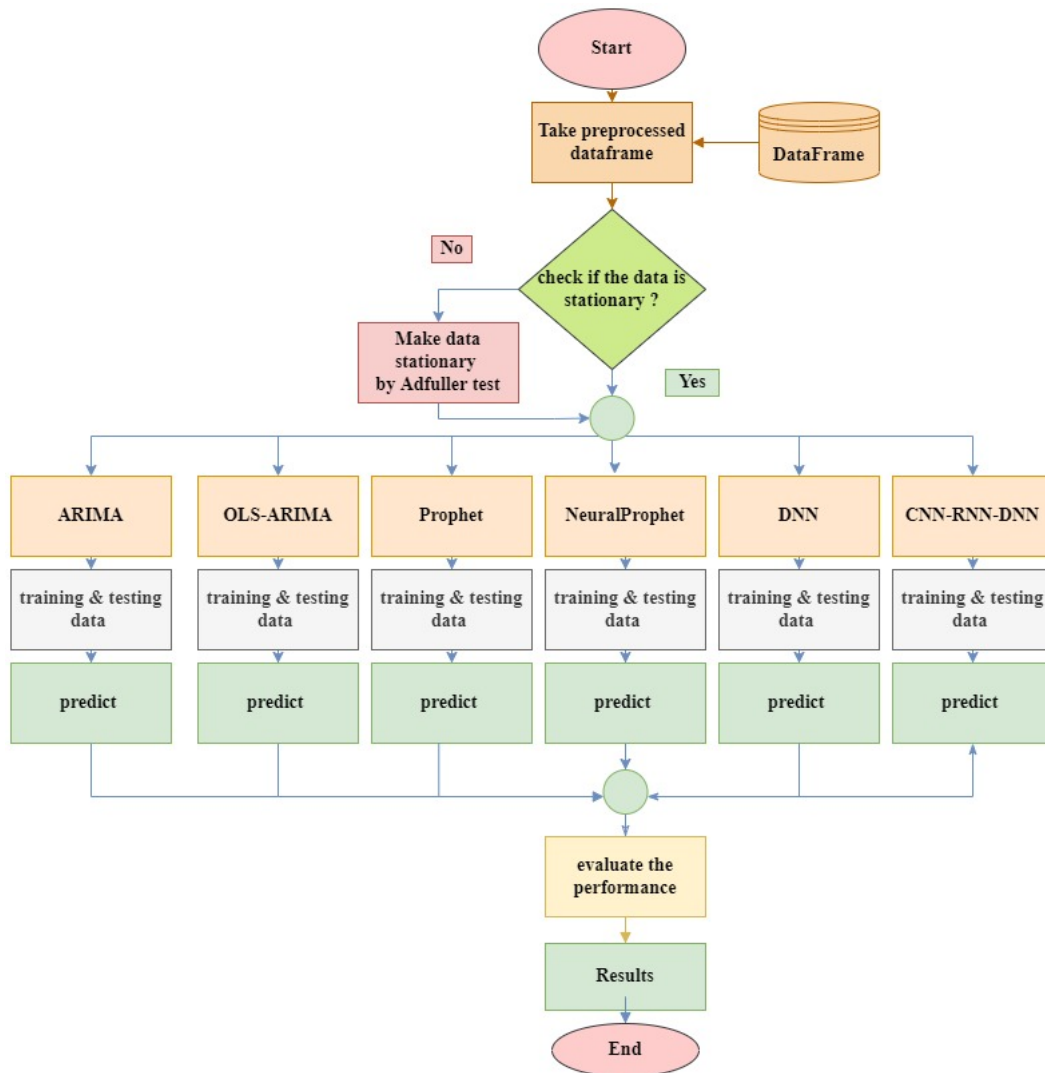 Start
Take preprocessed
dataframe
DataFrame
No
check if the data is
stationary ?
Make data
stationary
by Adfuller test
Yes
ARIMA
OLS-ARIMA
Prophet
NeuralProphet
DNN
CNN-RNN-DNN
training & testing
data
training & testing
data
training & testing
data
training & testing
data
training & testing
data
training & testing
data
predict
predict
predict
predict
predict
predict
evaluate the
performance
Results
End